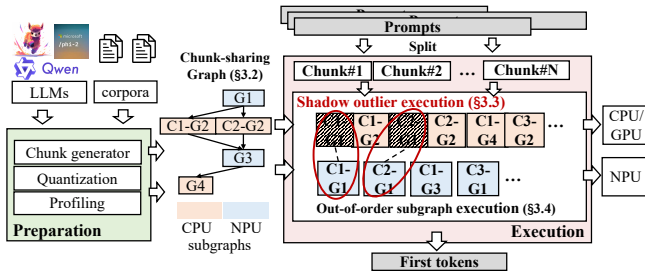 Prompts
Split
Chunk#1 Chunk#2 ... Chunk#N
microsoft
/phi-2
Qwen
LLMs corpora
Chunk generator
Quantization
Profiling
Preparation
Chunk-sharing
Graph (§3.2)
G1
C1-G2 C2-G2
G3
G4
CPU NPU
subgraphs
Shadow outlier execution (§3.3)
C1-G2 C2-G2 C1-G4 C3-G2 ...
C1-G1 C2-G1 C1-G3 C3-G1 ...
Out-of-order subgraph execution (§3.4)
Execution
CPU/
GPU
NPU
First tokens